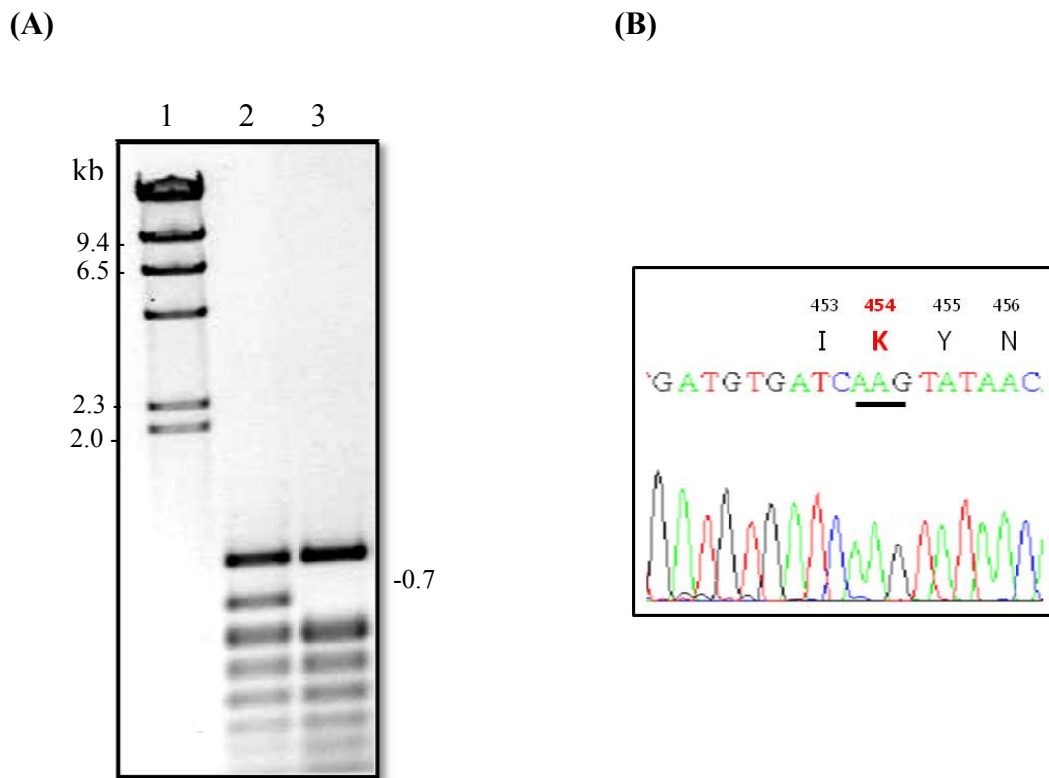 (A)
(B)
1 2 3
kb
9.4 -
6.5 -
2.3 -
2.0 -
-0.7
453 454 455 456
I K Y N
GATGTGATCAAGTATAAC